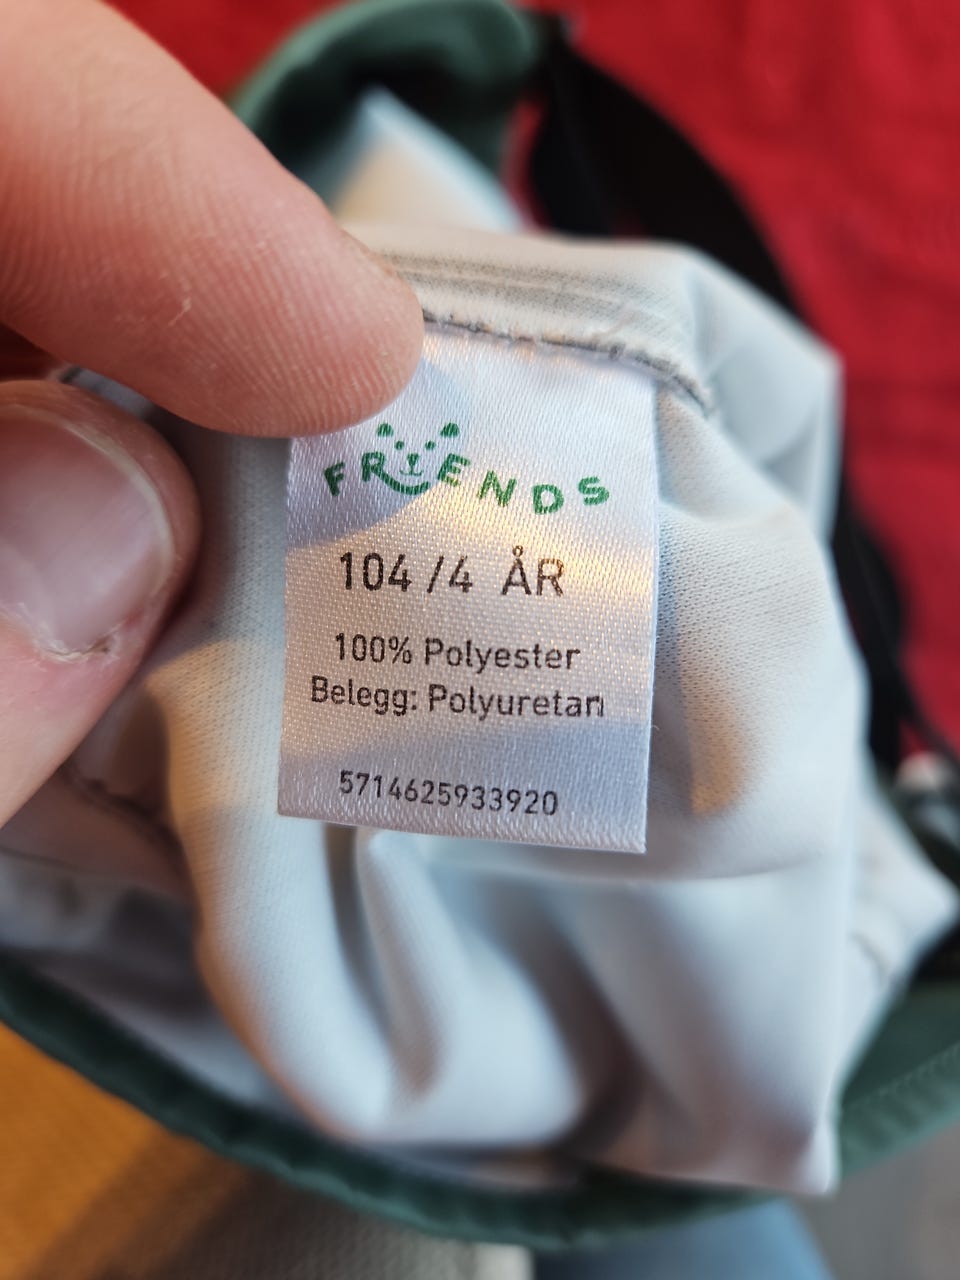 FRIENDS
104 /4 ÅR
100% Polyester
Belegg: Polyuretan
5714625933920